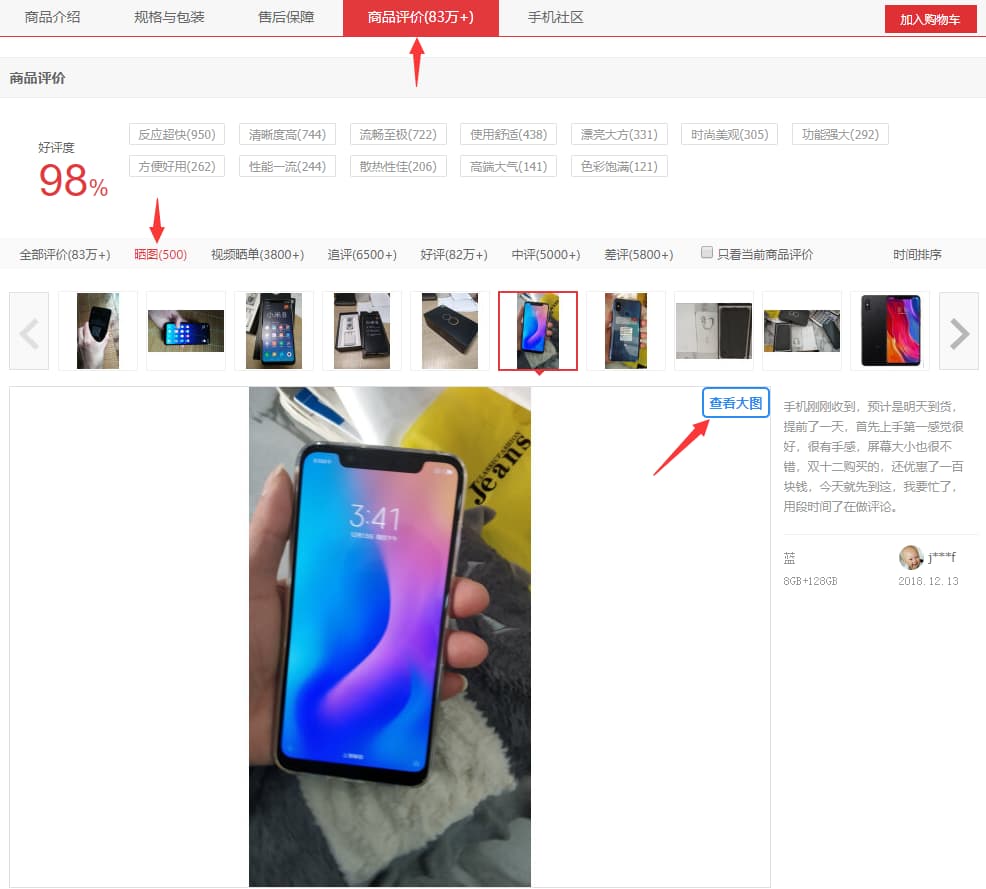 商品介绍 规格与包装 售后保障 商品评价(83万+) 手机社区 加入购物车
商品评价
反应超快(950) 清晰度高(744) 流畅至极(722) 使用舒适(438) 漂亮大方(331) 时尚美观(305) 功能强大(292)
好评度
方便好用(262) 性能一流(244) 散热性佳(206) 高端大气(141) 色彩饱满(121)
98%
全部评价(83万+) 晒图(500) 视频晒单(3800+) 追评(6500+) 好评(82万+) 中评(5000+) 差评(5800+) 只看当前商品评价 时间排序
小米8
查看大图
手机刚刚收到，预计是明天到货，
提前了一天，首先上手第一感觉很
好，很有手感，屏幕大小也很不
错，双十二购买的，还优惠了一百
块钱，今天就先到这，我要忙了，
用段时间了在做评论。
CLASSIC FASHION
Jeans
3:41
蓝 j***f
8GB+128GB 2018.12.13